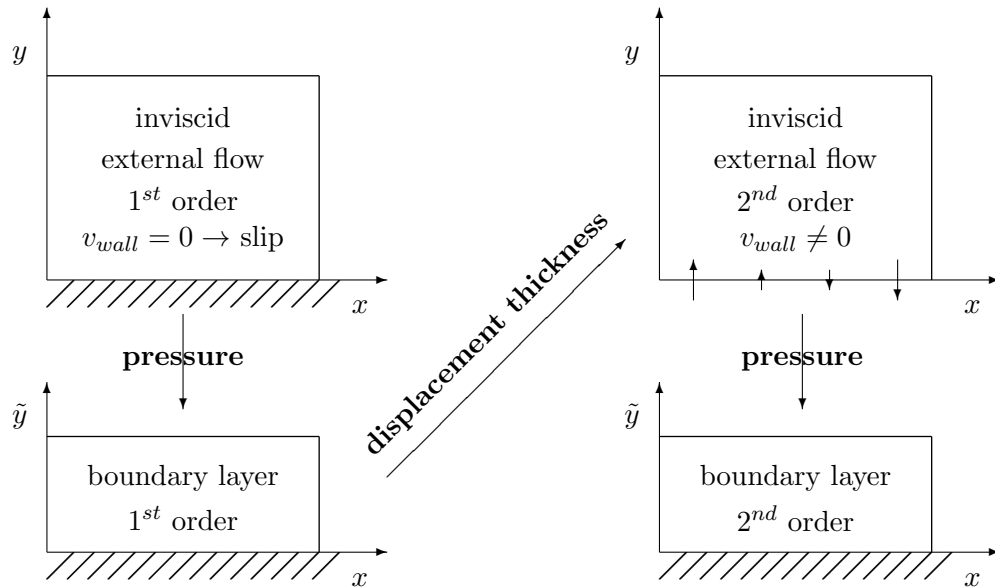 y
inviscid
external flow
1st order
v_wall = 0 → slip
x
pressure
ỹ
boundary layer
1st order
x
displacement thickness
y
inviscid
external flow
2nd order
v_wall ≠ 0
x
pressure
ỹ
boundary layer
2nd order
x